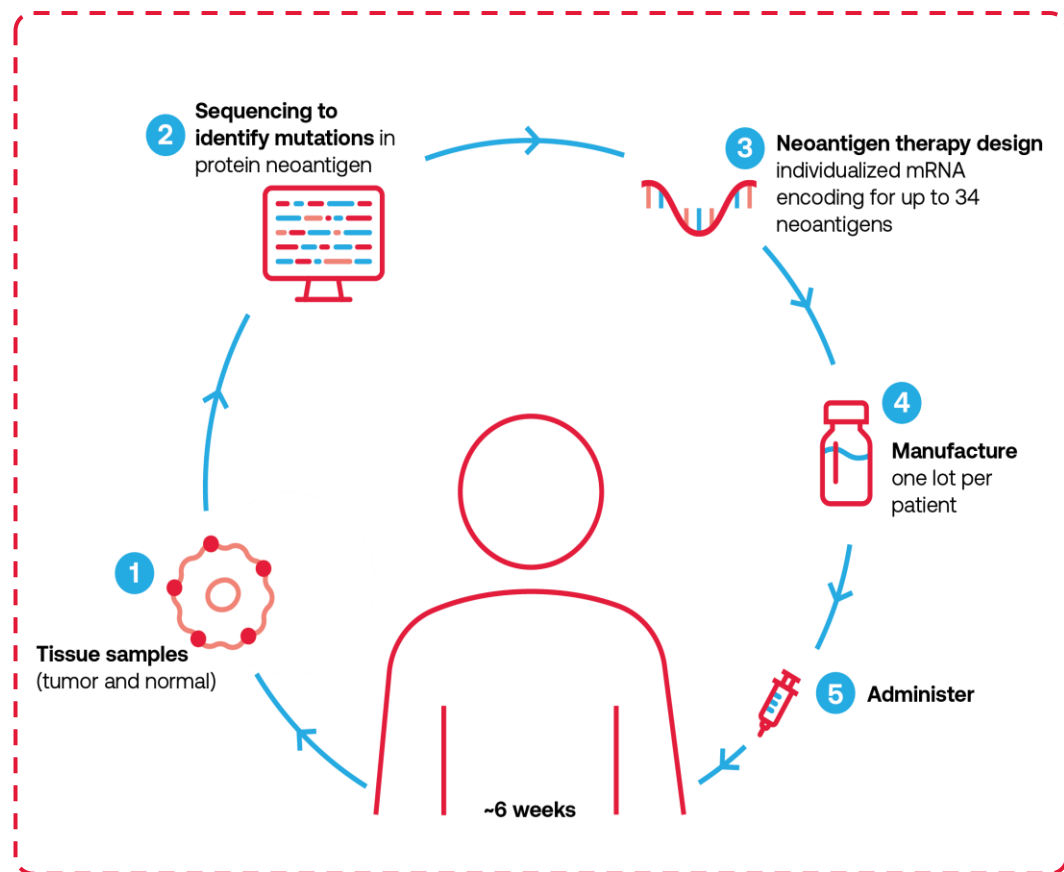 1
Tissue samples
(tumor and normal)
2
Sequencing to
identify mutations in
protein neoantigen
3
Neoantigen therapy design
individualized mRNA
encoding for up to 34
neoantigens
4
Manufacture
one lot per
patient
5
Administer
~6 weeks